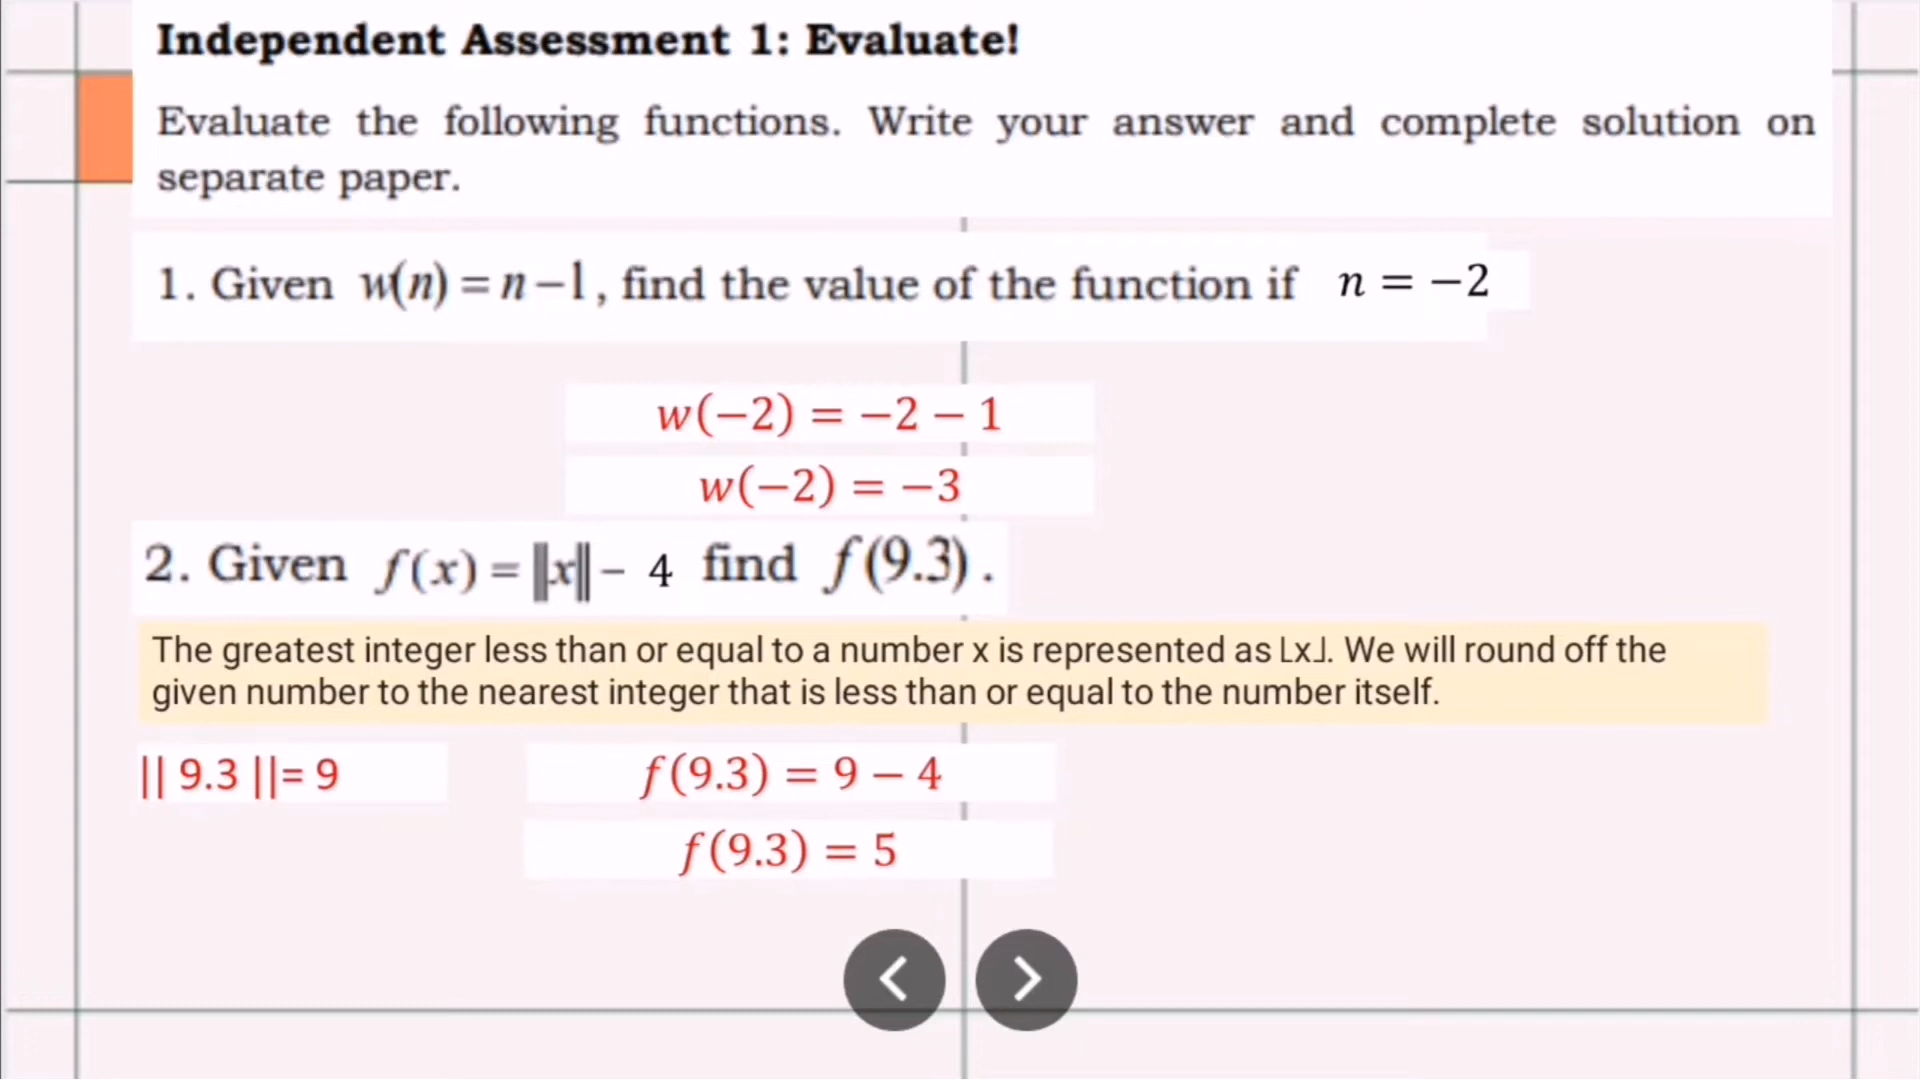 Independent Assessment 1: Evaluate!
Evaluate the following functions. Write your answer and complete solution on
separate paper.
1. Given w(n) = n – 1, find the value of the function if n = −2
w(−2) = −2 − 1
w(−2) = −3
2. Given f(x) = ||x|| – 4 find f(9.3).
The greatest integer less than or equal to a number x is represented as ⌊x⌋. We will round off the
given number to the nearest integer that is less than or equal to the number itself.
|| 9.3 ||= 9
f(9.3) = 9 − 4
f(9.3) = 5